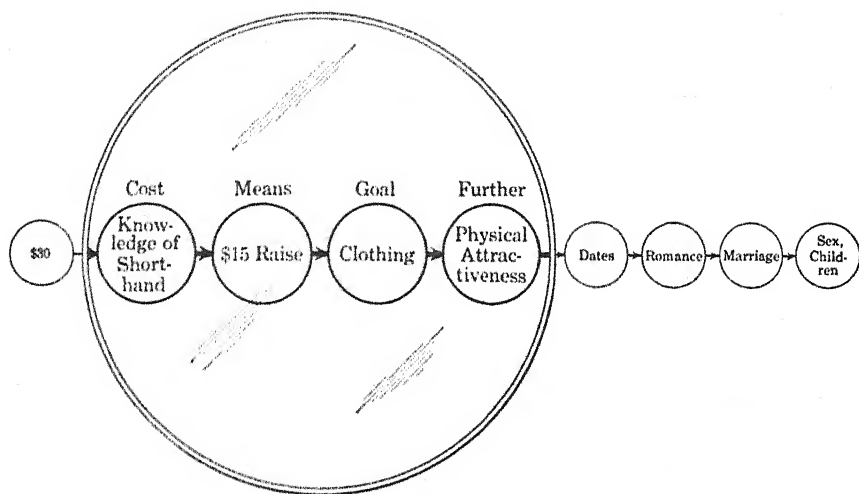 Cost Means Goal Further
$30
Know-
ledge of
Short-
hand
$15 Raise
Clothing
Physical
Attrac-
tiveness
Dates
Romance
Marriage
Sex,
Child-
ren